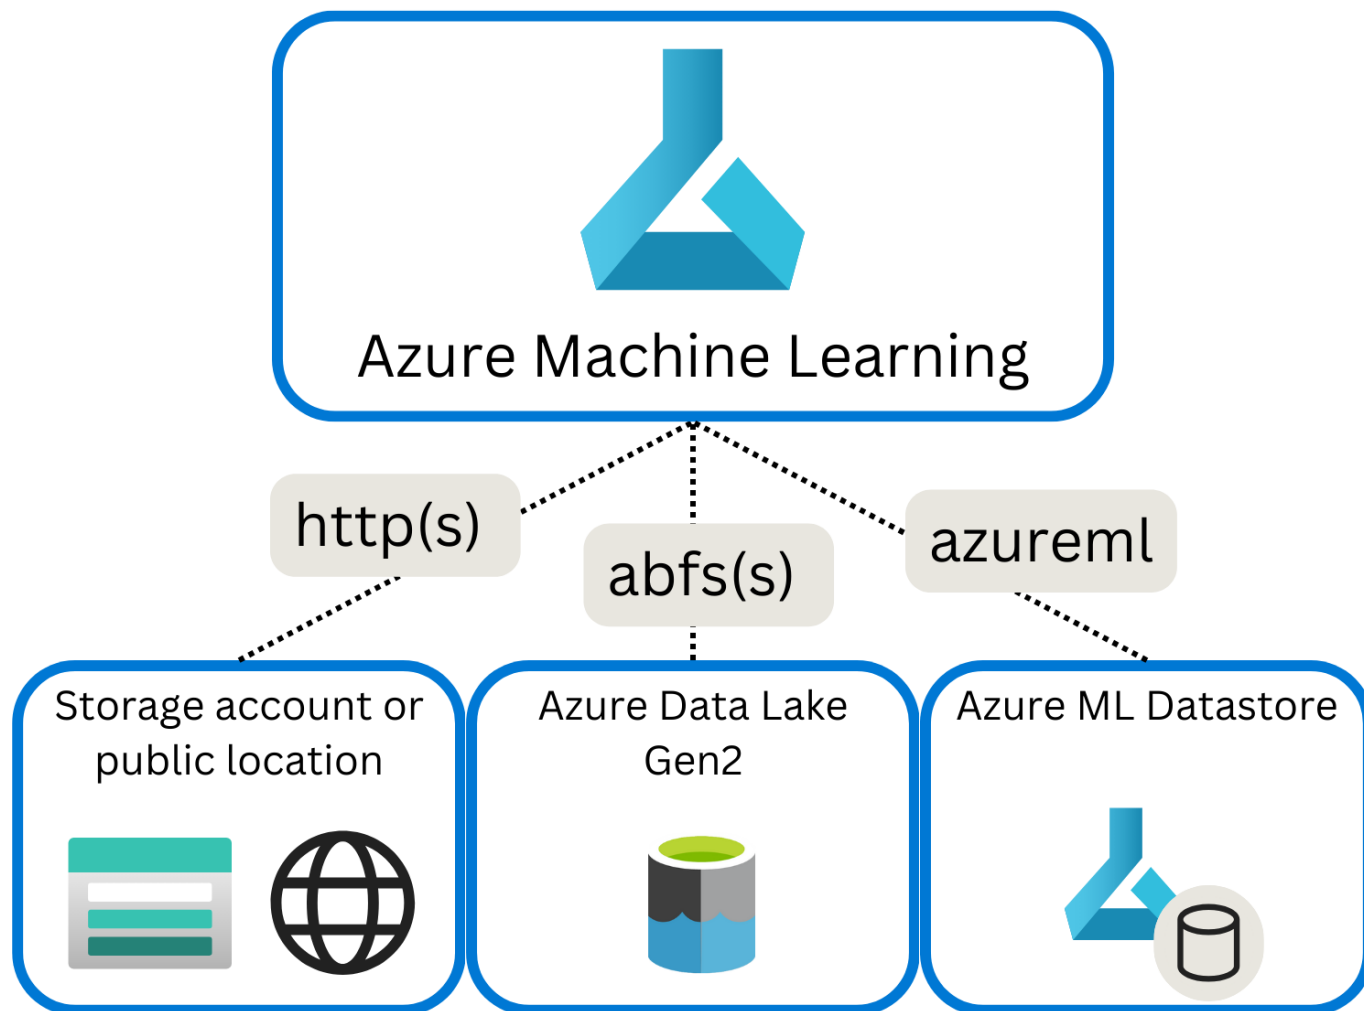 Azure Machine Learning
http(s)
abfs(s)
azureml
Storage account or
public location
Azure Data Lake
Gen2
Azure ML Datastore